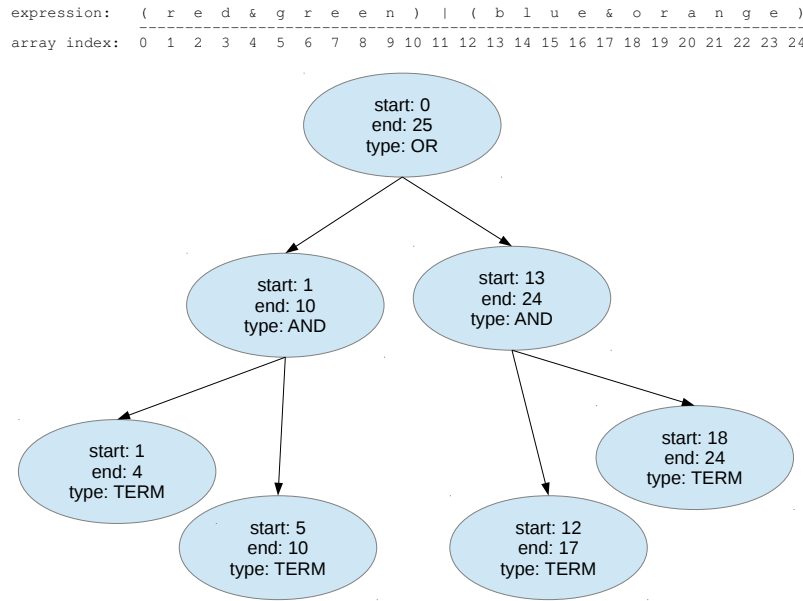 expression: ( r e d & g r e e n ) | ( b l u e & o r a n g e )
array index: 0 1 2 3 4 5 6 7 8 9 10 11 12 13 14 15 16 17 18 19 20 21 22 23 24
start: 0
end: 25
type: OR
start: 1
end: 10
type: AND
start: 13
end: 24
type: AND
start: 1
end: 4
type: TERM
start: 5
end: 10
type: TERM
start: 12
end: 17
type: TERM
start: 18
end: 24
type: TERM